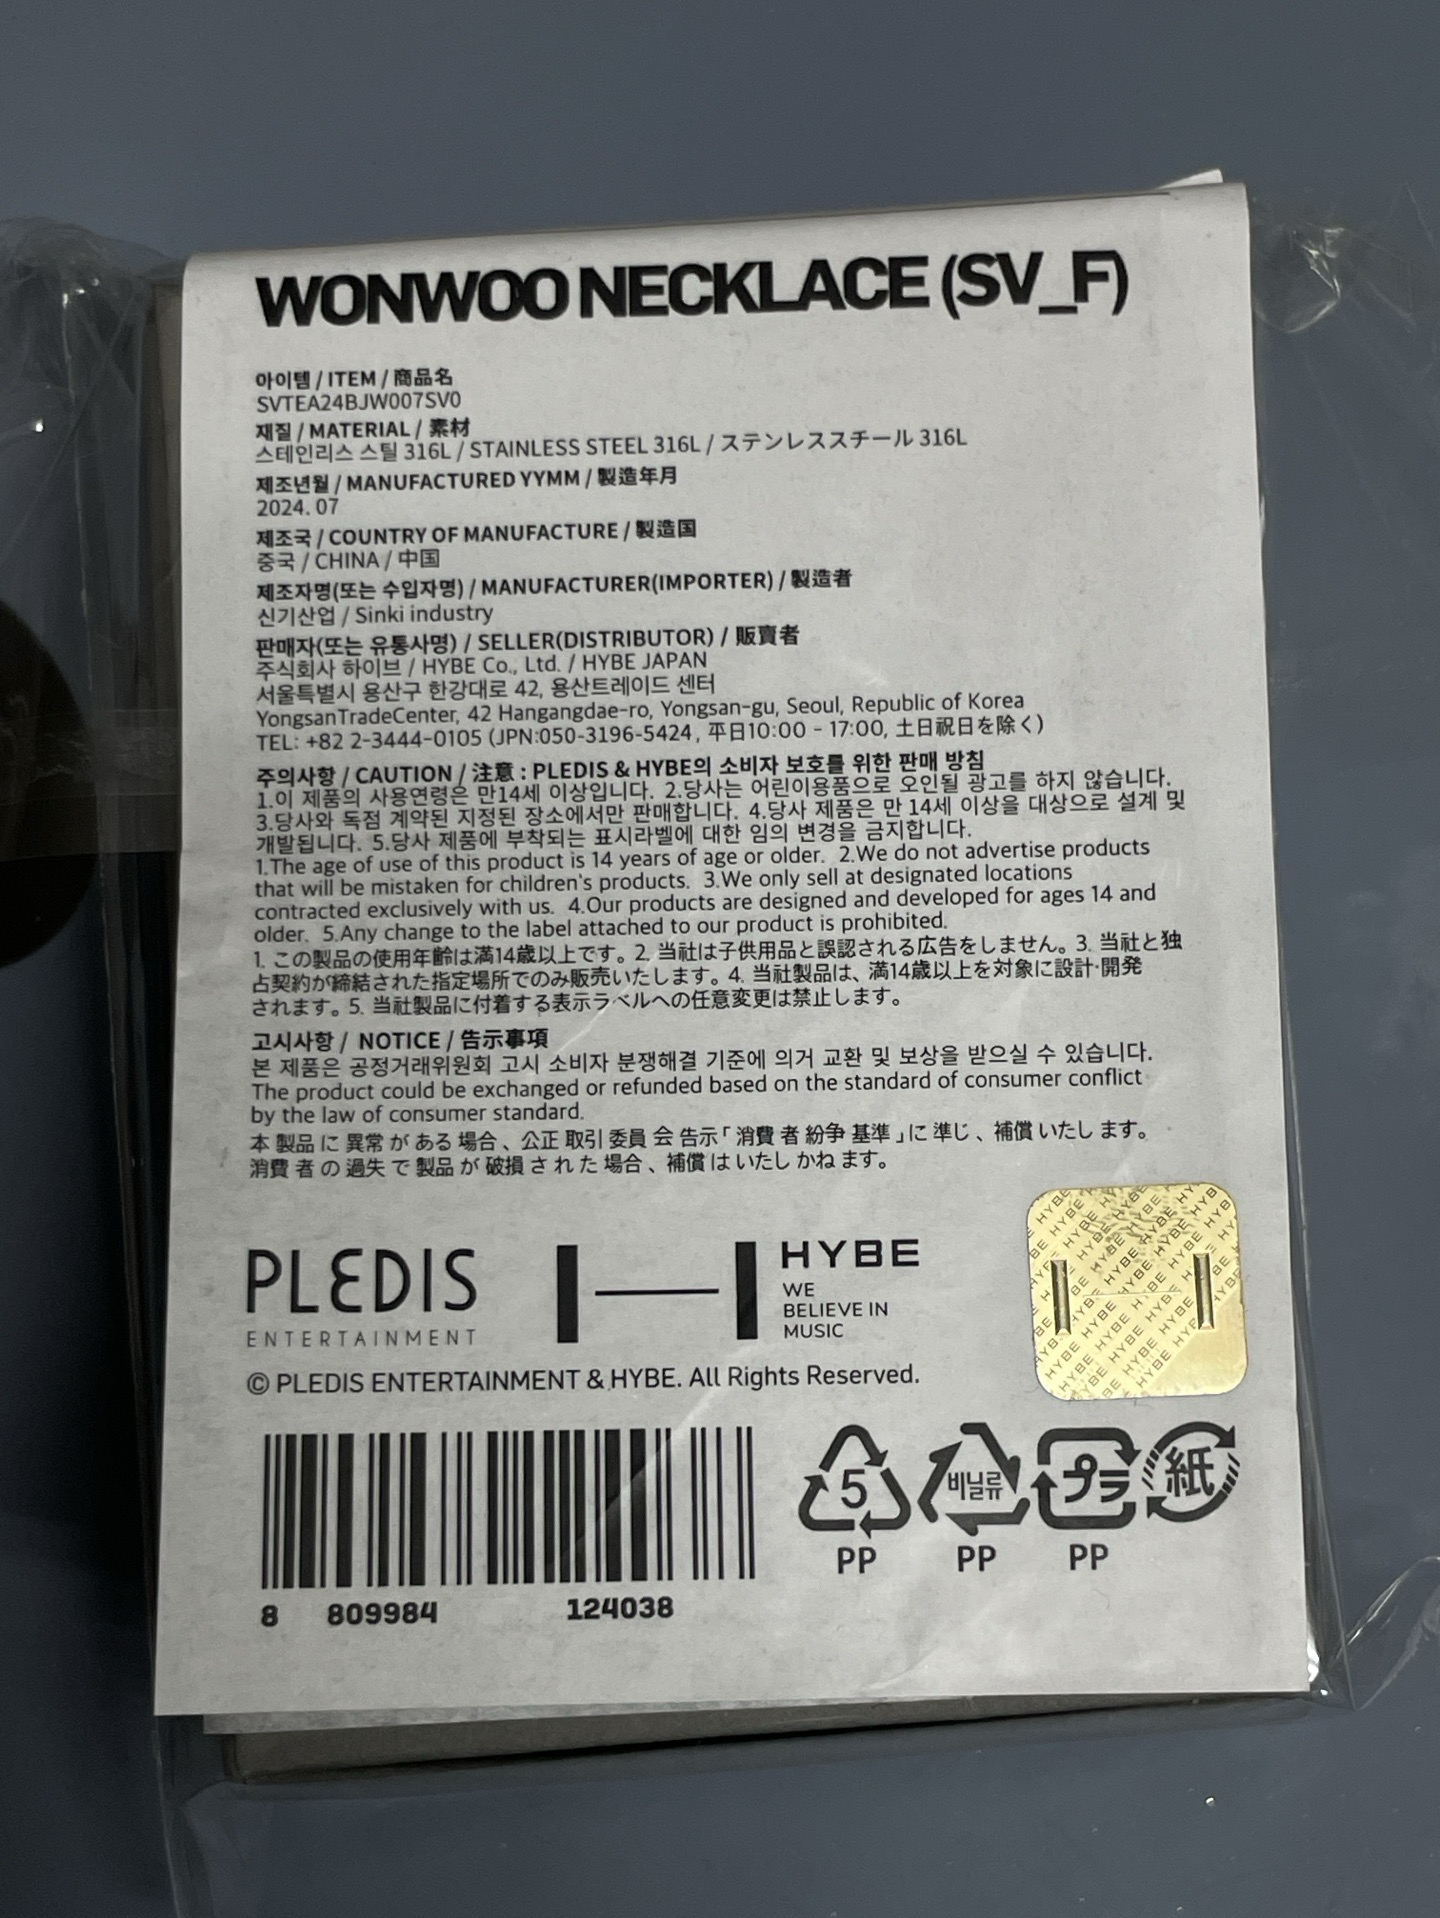 WONWOO NECKLACE (SV_F)
아이템 / ITEM / 商品名
SVTEA24BJW007SV0
재질 / MATERIAL / 素材
스테인리스 스틸 316L / STAINLESS STEEL 316L / ステンレススチール 316L
제조년월 / MANUFACTURED YYMM / 製造年月
2024. 07
제조국 / COUNTRY OF MANUFACTURE / 製造国
중국 / CHINA / 中国
제조자명(또는 수입자명) / MANUFACTURER(IMPORTER) / 製造者
신기산업 / Sinki industry
판매자(또는 유통사명) / SELLER(DISTRIBUTOR) / 販賣者
주식회사 하이브 / HYBE Co., Ltd. / HYBE JAPAN
서울특별시 용산구 한강대로 42, 용산트레이드 센터
YongsanTradeCenter, 42 Hangangdae-ro, Yongsan-gu, Seoul, Republic of Korea
TEL: +82 2-3444-0105 (JPN:050-3196-5424, 平日10:00 - 17:00, 土日祝日を除く)
주의사항 / CAUTION / 注意 : PLEDIS & HYBE의 소비자 보호를 위한 판매 방침
1.이 제품의 사용연령은 만14세 이상입니다. 2.당사는 어린이용품으로 오인될 광고를 하지 않습니다.
3.당사와 독점 계약된 지정된 장소에서만 판매합니다. 4.당사 제품은 만 14세 이상을 대상으로 설계 및
개발됩니다. 5.당사 제품에 부착되는 표시라벨에 대한 임의 변경을 금지합니다.
1.The age of use of this product is 14 years of age or older. 2.We do not advertise products
that will be mistaken for children's products. 3.We only sell at designated locations
contracted exclusively with us. 4.Our products are designed and developed for ages 14 and
older. 5.Any change to the label attached to our product is prohibited.
1. この製品の使用年齢は満14歳以上です。2. 当社は子供用品と誤認される広告をしません。3. 当社と独
占契約が締結された指定場所でのみ販売いたします。4. 当社製品は、満14歳以上を対象に設計·開発
されます。5. 当社製品に付着する表示ラベルへの任意変更は禁止します。
고시사항 / NOTICE / 告示事項
본 제품은 공정거래위원회 고시 소비자 분쟁해결 기준에 의거 교환 및 보상을 받으실 수 있습니다.
The product could be exchanged or refunded based on the standard of consumer conflict
by the law of consumer standard.
本 製品 に 異常 が ある 場合 、公正 取引 委員 会 告示「 消費 者 紛争 基準 」に 準じ 、補償 いたし ます。
消費 者 の 過失 で 製品 が 破損 さ れ た 場合 、補償 は いたし かね ます。
PLEDIS
ENTERTAINMENT
HYBE
WE
BELIEVE IN
MUSIC
© PLEDIS ENTERTAINMENT & HYBE. All Rights Reserved.
HYBE HYBE HYBE
5 비닐류 プラ 紙
PP PP PP
8 809984 124038